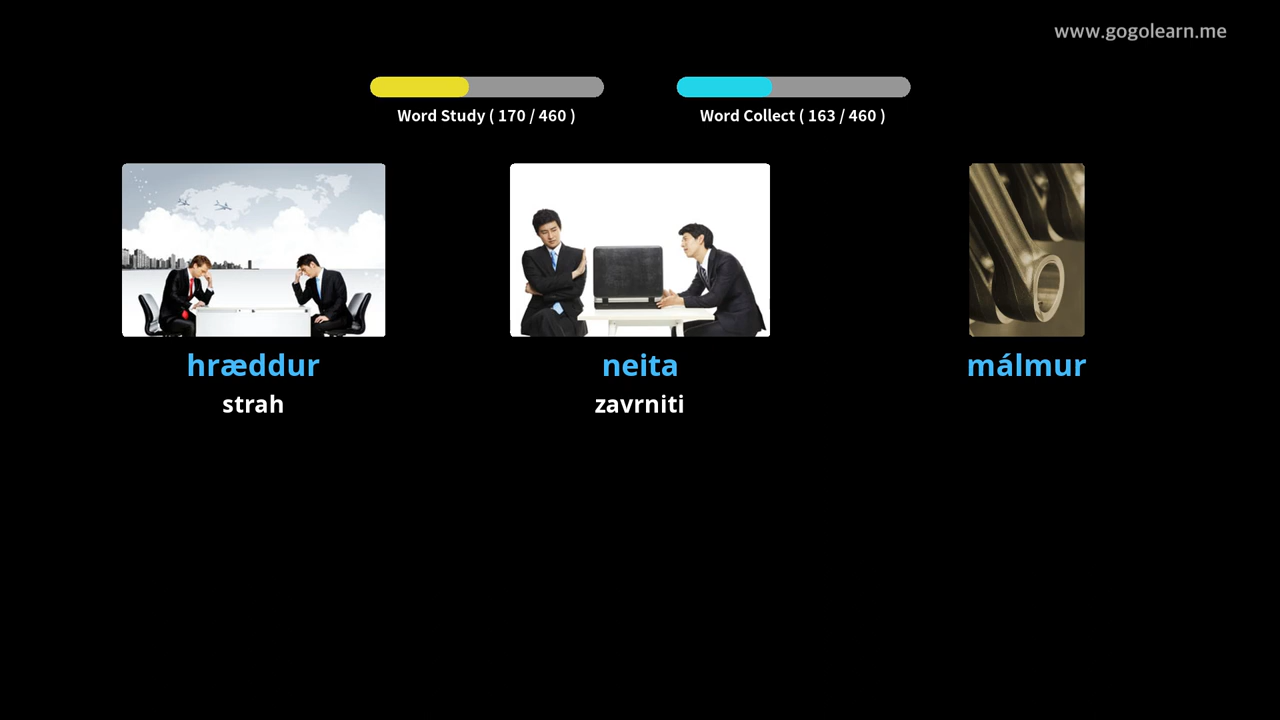 www.gogolearn.me
Word Study ( 170 / 460 )
Word Collect ( 163 / 460 )
hræddur
strah
neita
zavrniti
málmur